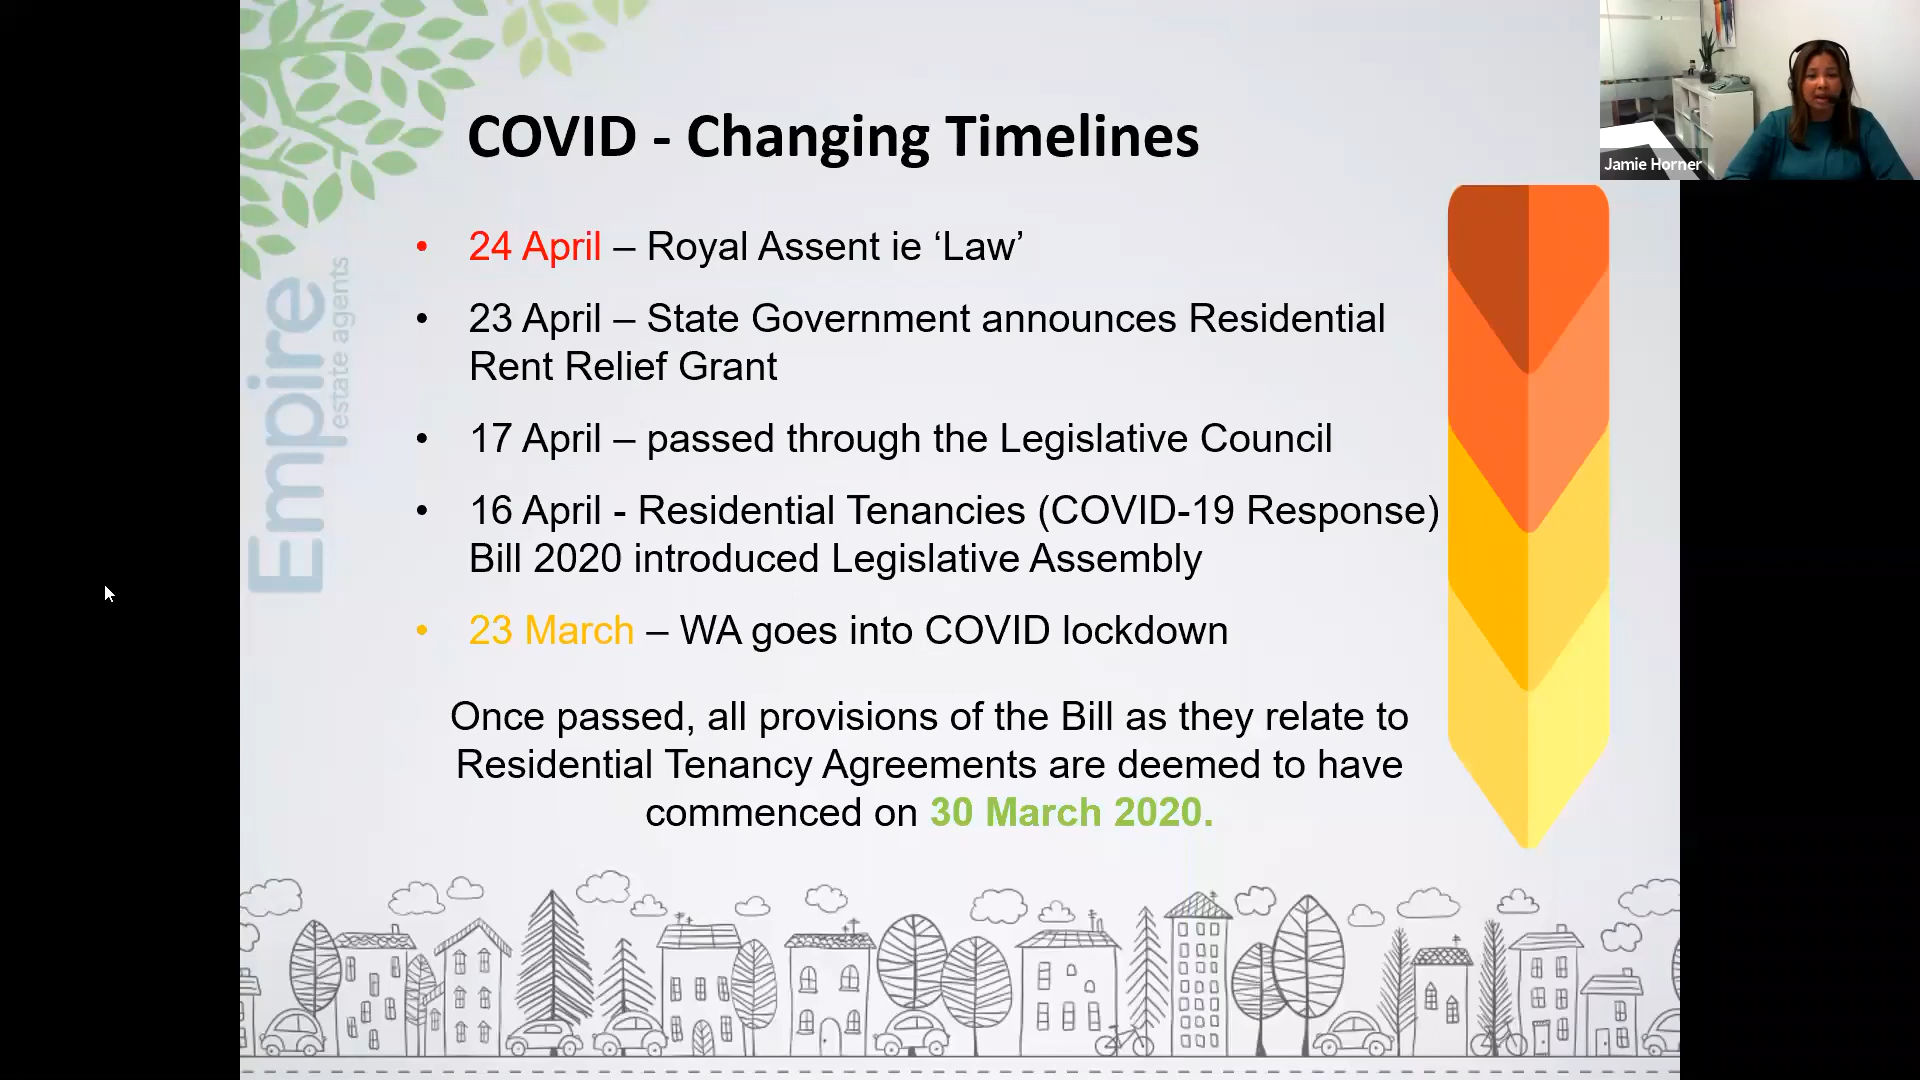 COVID - Changing Timelines
Jamie Horner
• 24 April – Royal Assent ie ‘Law’
• 23 April – State Government announces Residential
Rent Relief Grant
• 17 April – passed through the Legislative Council
• 16 April - Residential Tenancies (COVID-19 Response)
Bill 2020 introduced Legislative Assembly
• 23 March – WA goes into COVID lockdown
Once passed, all provisions of the Bill as they relate to
Residential Tenancy Agreements are deemed to have
commenced on 30 March 2020.
Empire
estate agents